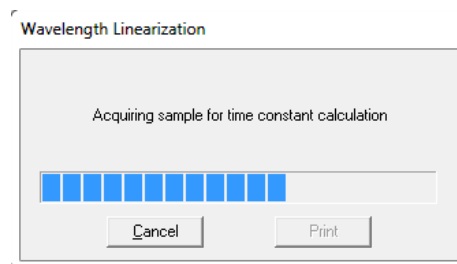 Wavelength Linearization
Acquiring sample for time constant calculation
Cancel Print